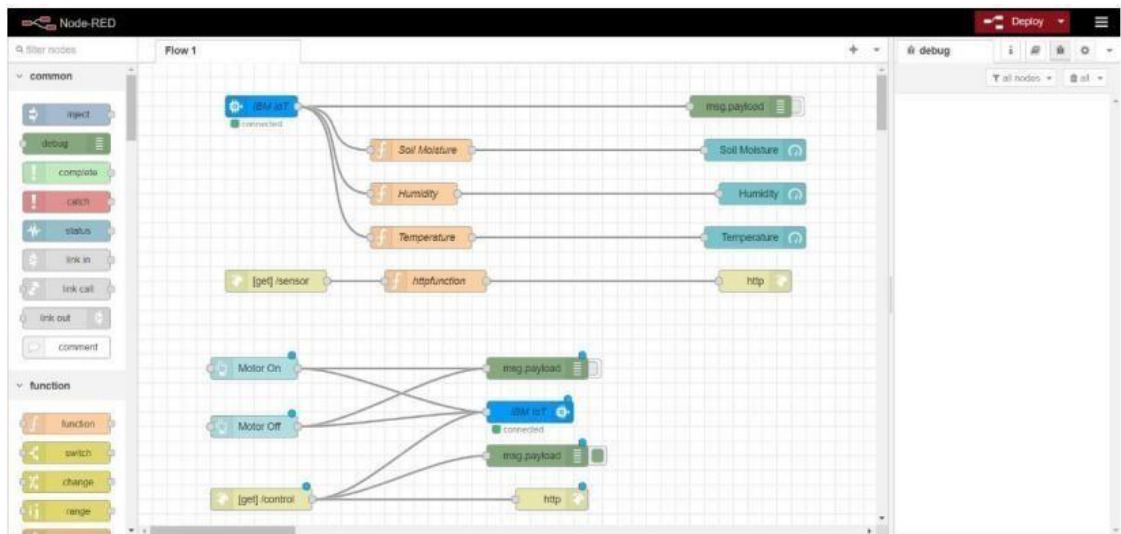 Node-RED
Deploy
filter nodes
Flow 1
debug
i
all nodes
all
common
inject
debug
complete
catch
status
link in
link call
link out
comment
function
function
switch
change
range
IBM IoT
connected
msg.payload
f Soil Moisture
Soil Moisture
f Humidity
Humidity
f Temperature
Temperature
[get] /sensor
f httpfunction
http
Motor On
msg.payload
Motor Off
IBM IoT
connected
msg.payload
[get] /control
http